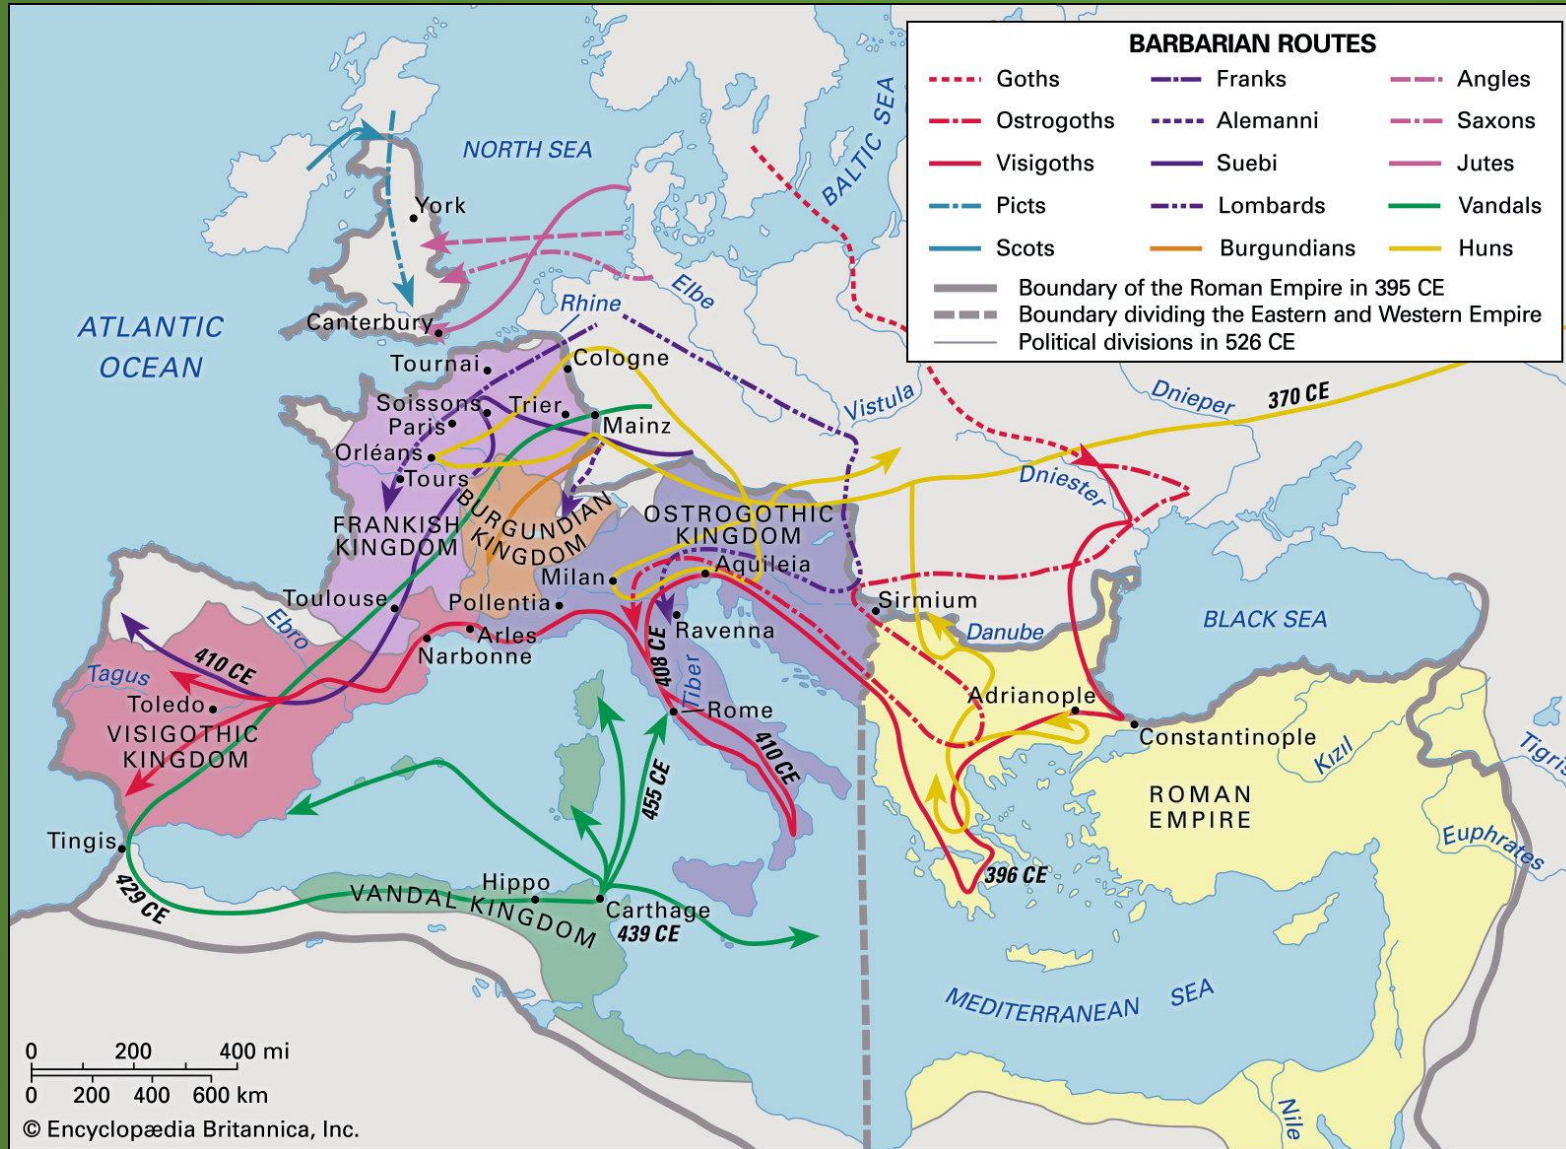 BARBARIAN ROUTES
Goths
Franks
Angles
Ostrogoths
Alemanni
Saxons
Visigoths
Suebi
Jutes
Picts
Lombards
Vandals
Scots
Burgundians
Huns
Boundary of the Roman Empire in 395 CE
Boundary dividing the Eastern and Western Empire
Political divisions in 526 CE
NORTH SEA
BALTIC SEA
York
Elbe
Rhine
ATLANTIC
OCEAN
Canterbury
Tournai
Cologne
Vistula
Dnieper
370 CE
Soissons
Trier
Paris
Mainz
Orléans
Tours
Dniester
FRANKISH
KINGDOM
BURGUNDIAN
KINGDOM
OSTROGOTHIC
KINGDOM
Milan
Aquileia
Toulouse
Pollentia
Sirmium
Ebro
Arles
Ravenna
Danube
BLACK SEA
Narbonne
408 CE
410 CE
Tagus
Tiber
Toledo
Rome
Adrianople
Constantinople
VISIGOTHIC
KINGDOM
410 CE
455 CE
Kızıl
Tigris
ROMAN
EMPIRE
Tingis
Euphrates
429 CE
Hippo
VANDAL KINGDOM
Carthage
439 CE
396 CE
MEDITERRANEAN SEA
0 200 400 mi
0 200 400 600 km
Nile
© Encyclopædia Britannica, Inc.